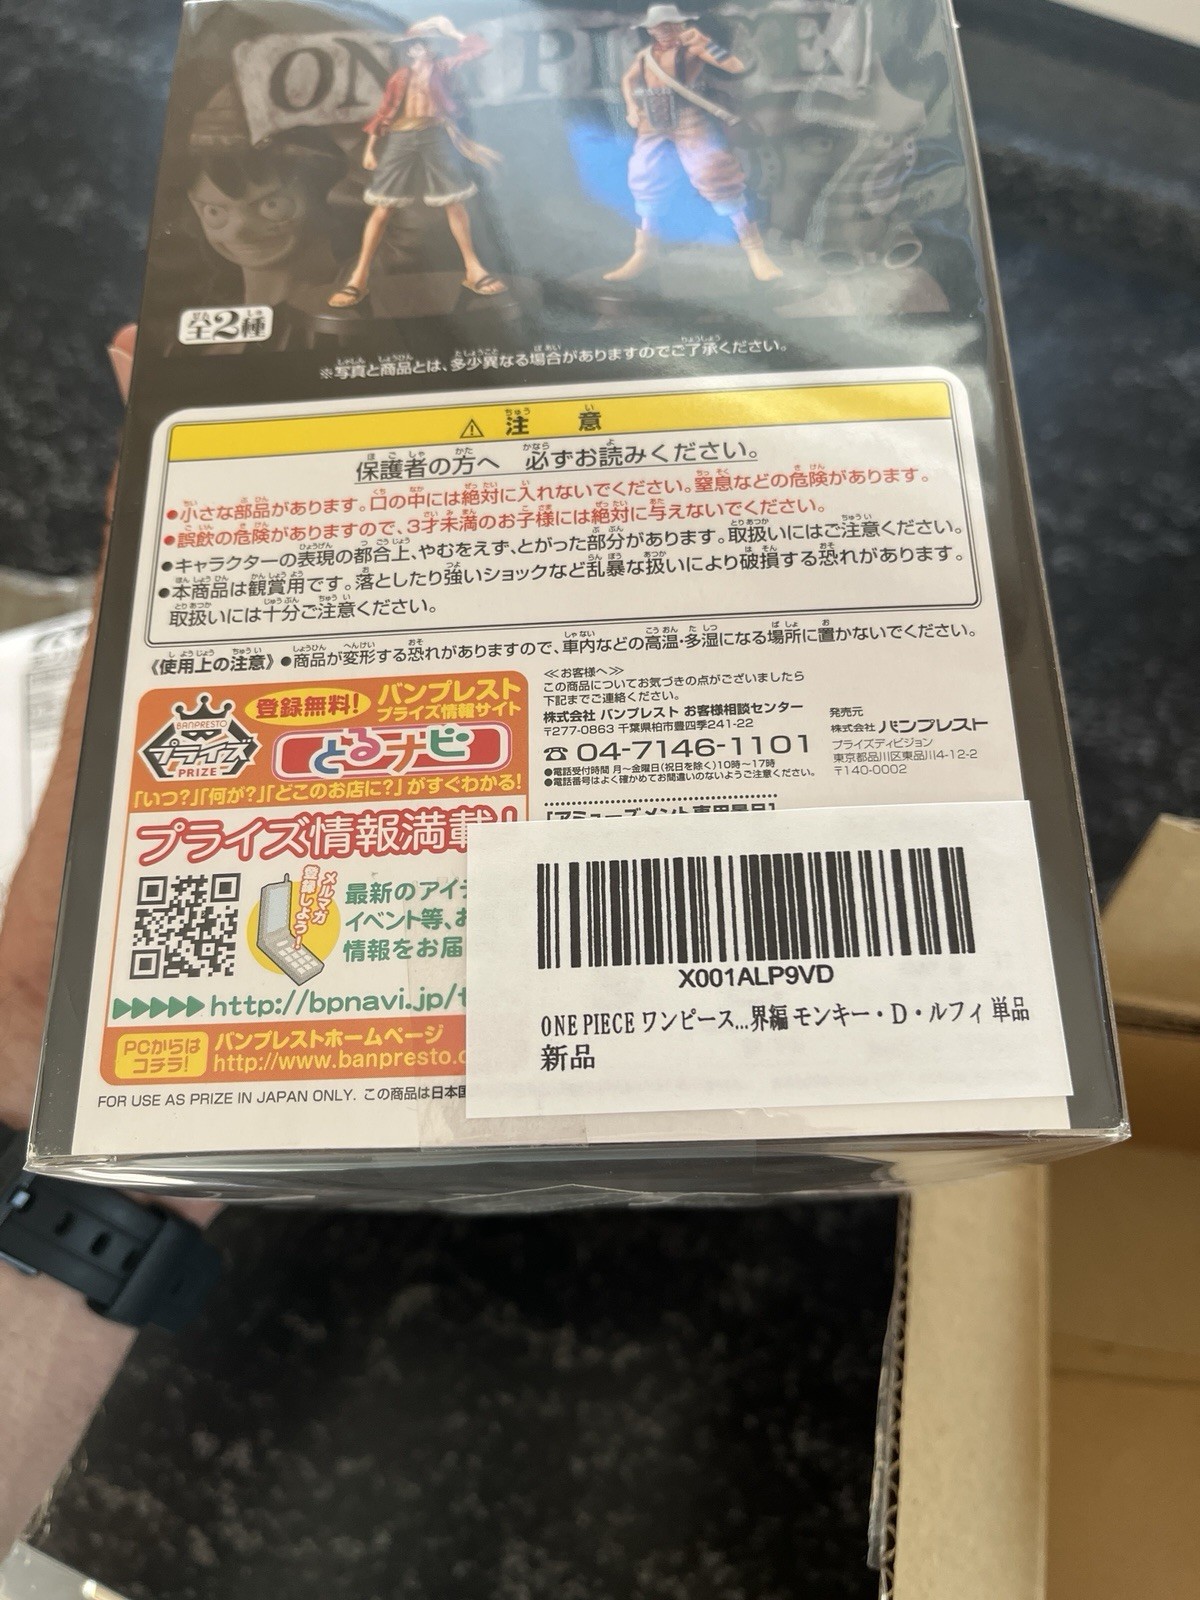 ONE PIECE
全2種
※写真と商品とは、多少異なる場合がありますのでご了承ください。
⚠ 注意
保護者の方へ 必ずお読みください。
●小さな部品があります。口の中には絶対に入れないでください。窒息などの危険があります。
●誤飲の危険がありますので、3才未満のお子様には絶対に与えないでください。
●キャラクターの表現の都合上、やむをえず、とがった部分があります。取扱いにはご注意ください。
●本商品は観賞用です。落としたり強いショックなど乱暴な扱いにより破損する恐れがあります。
取扱いには十分ご注意ください。
《使用上の注意》●商品が変形する恐れがありますので、車内などの高温・多湿になる場所に置かないでください。
BANPRESTO
プライズ
PRIZE
登録無料!
バンプレスト
プライズ情報サイト
とるナビ
「いつ?」「何が?」「どこのお店に?」がすぐわかる!
プライズ情報満載!
メルマガ
登録しよう!
最新のアイテ
イベント等、お
情報をお届
http://bpnavi.jp/t
PCからは
コチラ!
バンプレストホームページ
http://www.banpresto.c
FOR USE AS PRIZE IN JAPAN ONLY. この商品は日本国
≪お客様へ≫
この商品についてお気づきの点がございましたら
下記までご連絡ください。
株式会社 バンプレスト お客様相談センター
〒277-0863 千葉県柏市豊四季241-22
☎ 04-7146-1101
●電話受付時間 月~金曜日(祝日を除く)10時~17時
●電話番号はよく確かめてお間違いのないようご注意ください。
発売元
株式会社 バンプレスト
プライズディビジョン
東京都品川区東品川4-12-2
〒140-0002
[アミューズメント専用景品]
X001ALP9VD
ONE PIECE ワンピース...界編 モンキー・D・ルフィ 単品
新品